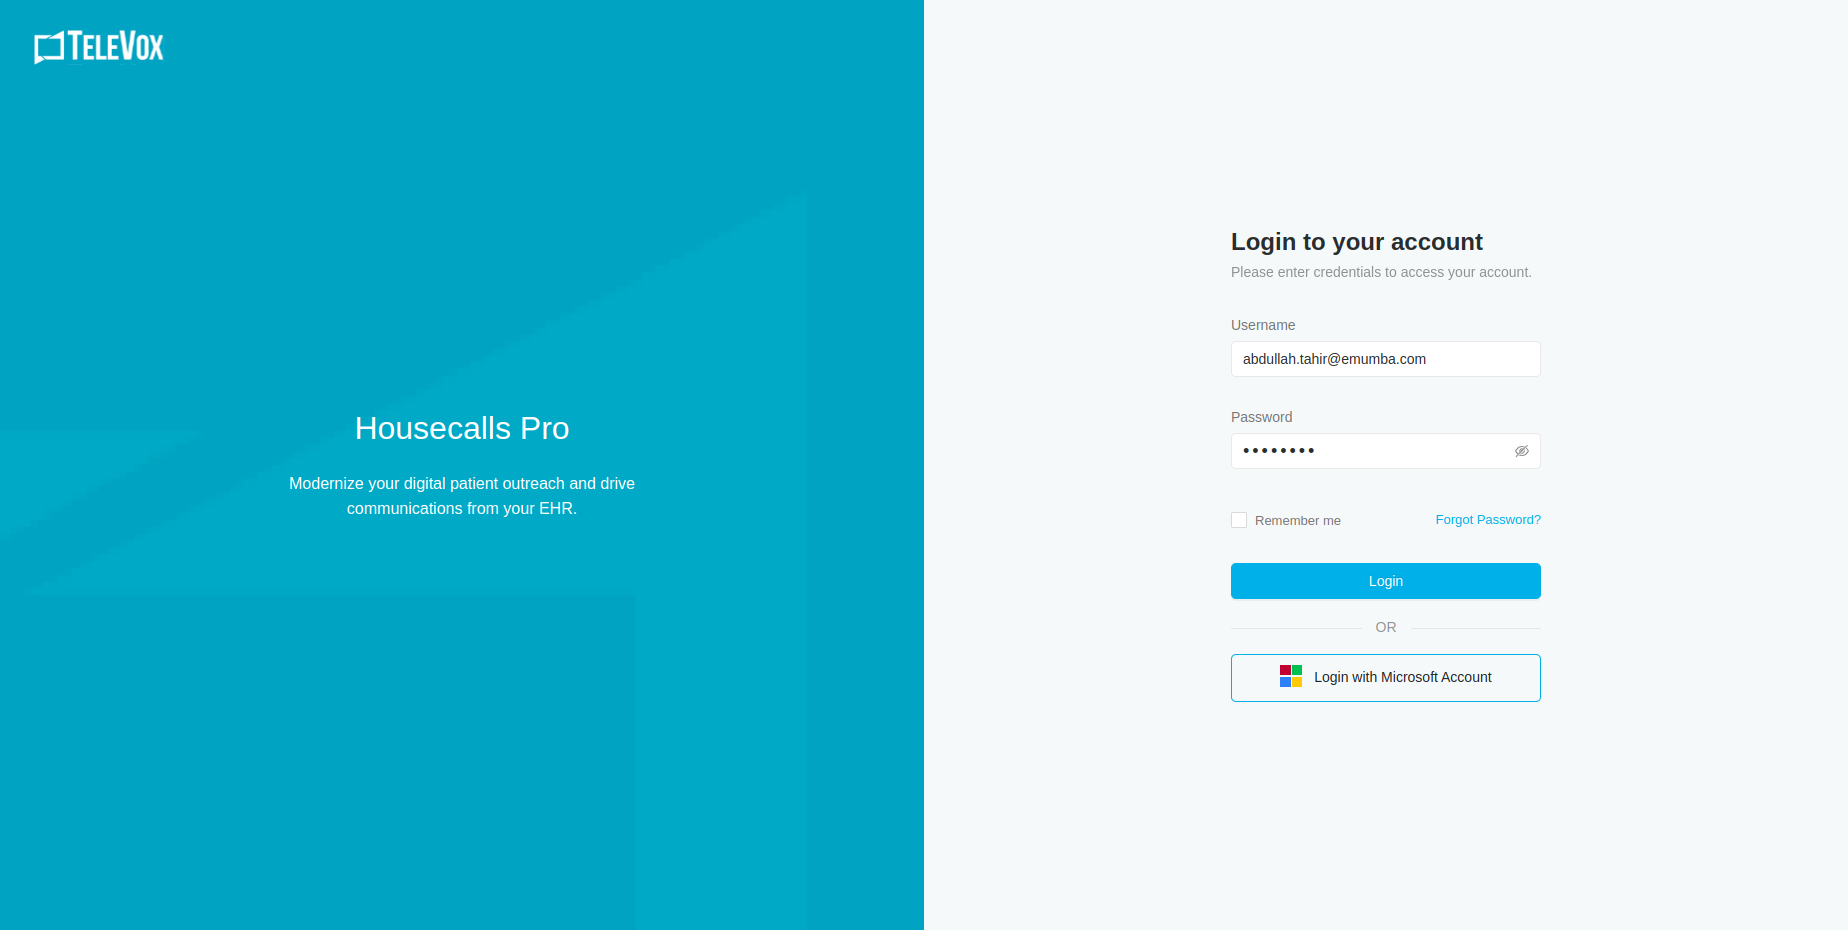 TELEVOX
Housecalls Pro
Modernize your digital patient outreach and drive
communications from your EHR.
Login to your account
Please enter credentials to access your account.
Username
abdullah.tahir@emumba.com
Password
••••••••
Remember me
Forgot Password?
Login
OR
Login with Microsoft Account